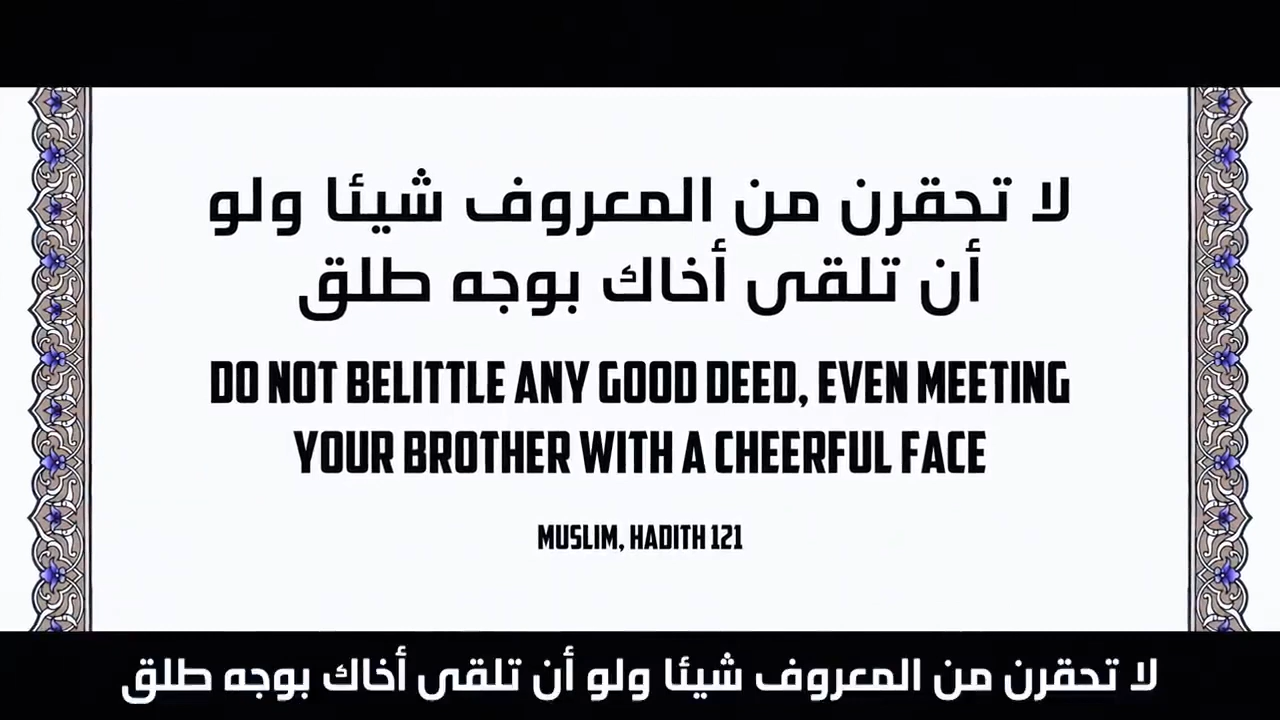 لا تحقرن من المعروف شيئا ولو
أن تلقى أخاك بوجه طلق
DO NOT BELITTLE ANY GOOD DEED, EVEN MEETING
YOUR BROTHER WITH A CHEERFUL FACE
MUSLIM, HADITH 121
لا تحقرن من المعروف شيئا ولو أن تلقى أخاك بوجه طلق